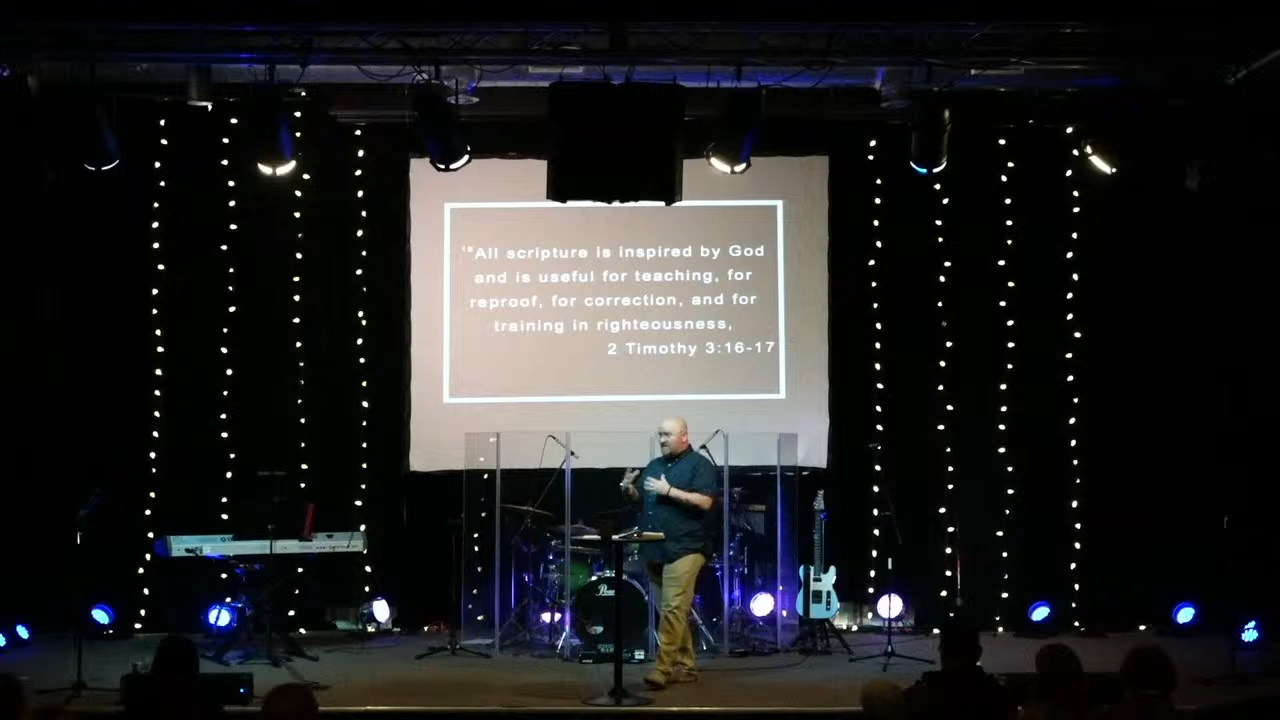 "All scripture is inspired by God
and is useful for teaching, for
reproof, for correction, and for
training in righteousness,
2 Timothy 3:16-17